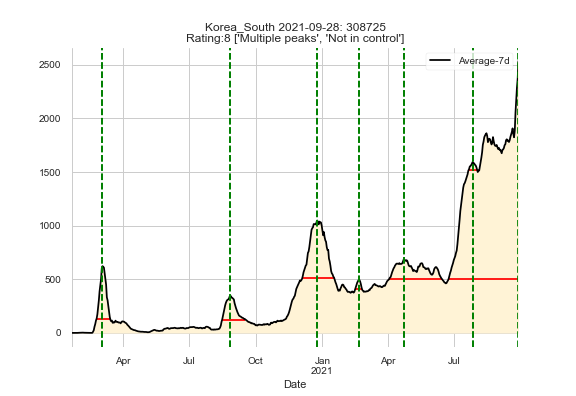 Korea_South 2021-09-28: 308725
Rating:8 ['Multiple peaks', 'Not in control']
Average-7d
2500
2000
1500
1000
500
0
Apr
Jul
Oct
Jan
2021
Apr
Jul
Date